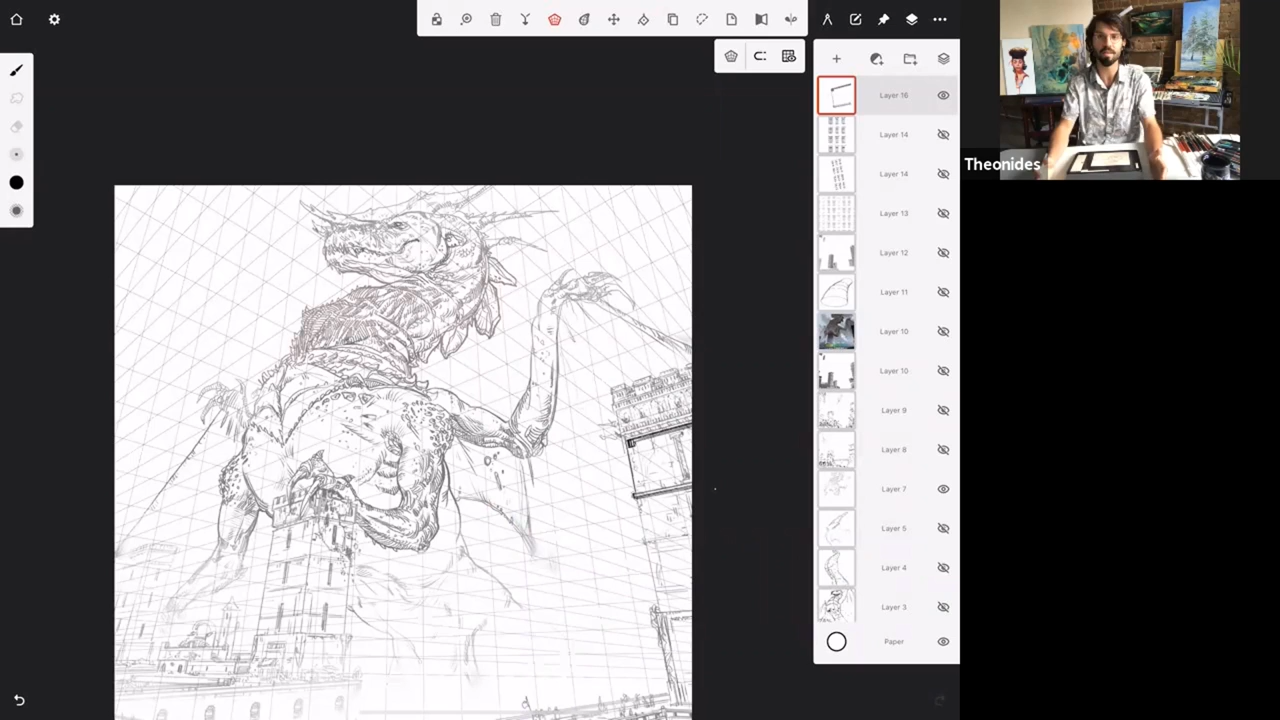 Layer 16
Layer 14
Layer 14
Layer 13
Layer 12
Layer 11
Layer 10
Layer 10
Layer 9
Layer 8
Layer 7
Layer 5
Layer 4
Layer 3
Paper
Theonides